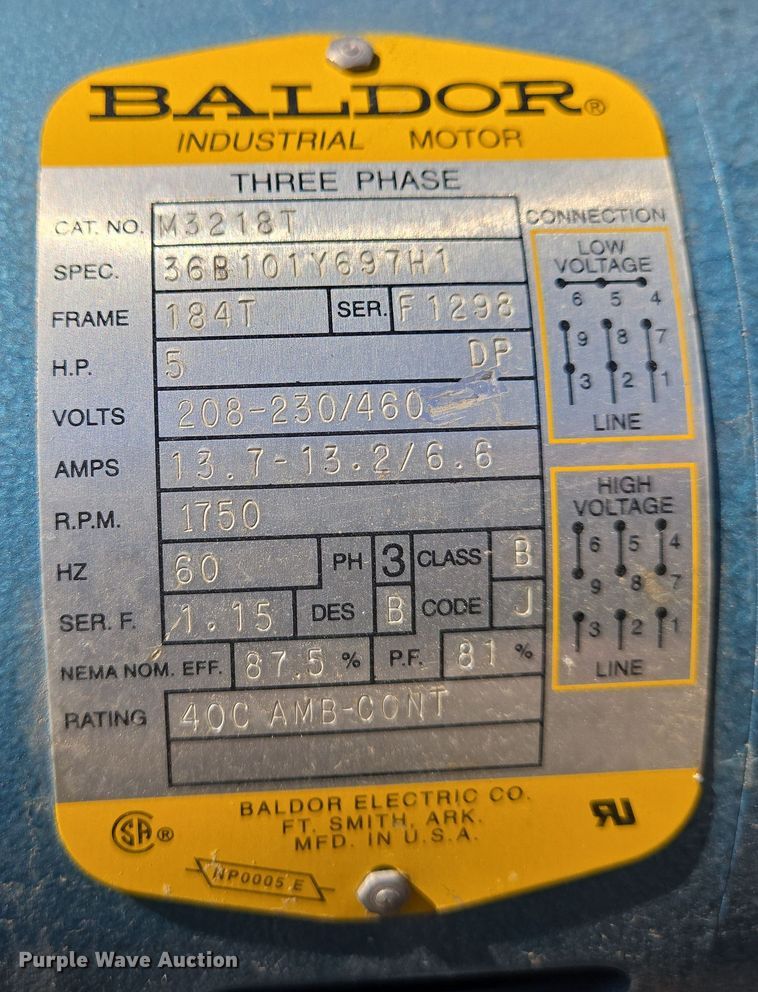 BALDOR®
INDUSTRIAL MOTOR
THREE PHASE
CAT. NO. M3218T
SPEC. 36B101Y697H1
FRAME 184T SER. F1298
H.P. 5 DP
VOLTS 208-230/460
AMPS 13.7-13.2/6.6
R.P.M. 1750
HZ 60 PH 3 CLASS B
SER. F. 1.15 DES B CODE J
NEMA NOM. EFF. 87.5 % P.F. 81 %
RATING 40C AMB-CONT
CONNECTION
LOW
VOLTAGE
6 5 4
9 8 7
3 2 1
LINE
HIGH
VOLTAGE
6 5 4
9 8 7
3 2 1
LINE
BALDOR ELECTRIC CO.
FT. SMITH, ARK.
MFD. IN U.S.A.
SA®
RU
NP0005 E
Purple Wave Auction